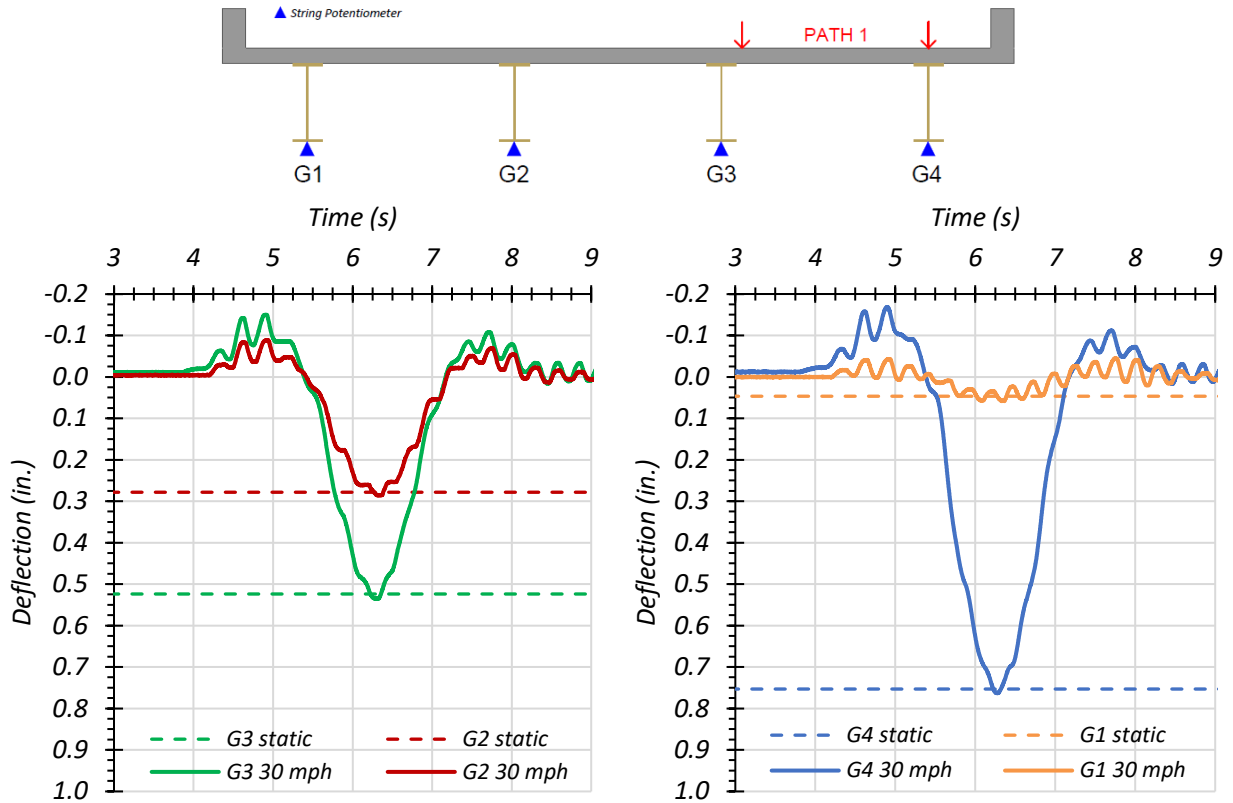 String Potentiometer
PATH 1
G1 G2 G3 G4
Time (s)
3 4 5 6 7 8 9
-0.2
-0.1
0.0
0.1
0.2
0.3
0.4
0.5
0.6
0.7
0.8
0.9
1.0
Deflection (in.)
G3 static G2 static
G3 30 mph G2 30 mph
Time (s)
3 4 5 6 7 8 9
-0.2
-0.1
0.0
0.1
0.2
0.3
0.4
0.5
0.6
0.7
0.8
0.9
1.0
Deflection (in.)
G4 static G1 static
G4 30 mph G1 30 mph